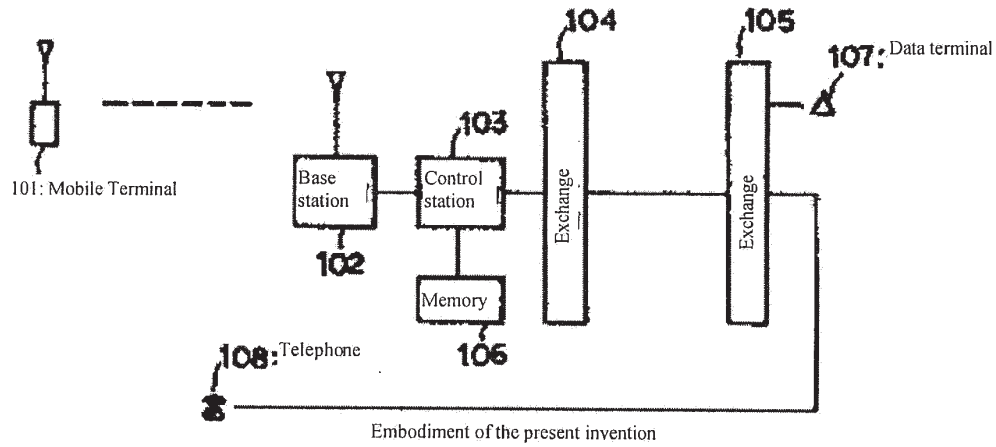 104
105
107: Data terminal
103
101: Mobile Terminal
Base
station
Control
station
Exchange
Exchange
102
Memory
106
108: Telephone
Embodiment of the present invention